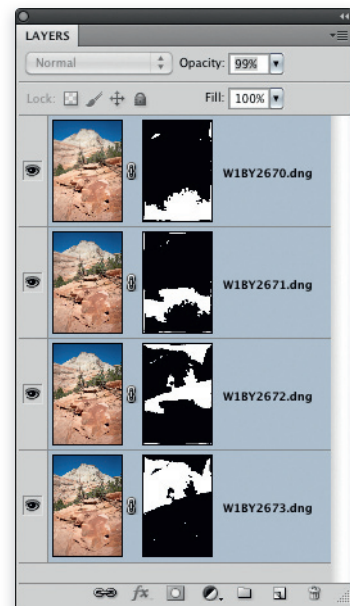 LAYERS
Normal Opacity: 99%
Lock: Fill: 100%
W1BY2670.dng
W1BY2671.dng
W1BY2672.dng
W1BY2673.dng
fx